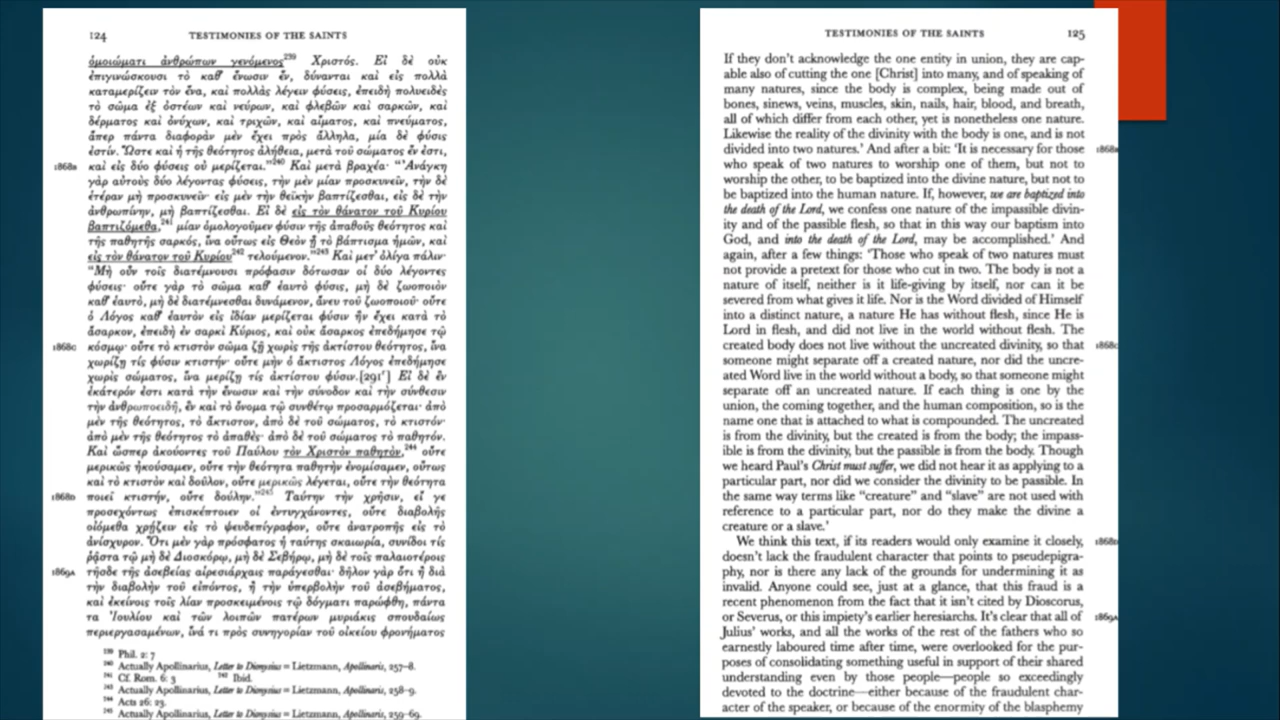 124 TESTIMONIES OF THE SAINTS
ὁμοιώματι ἀνθρώπων γενόμενος²³⁹ Χριστός. Εἰ δὲ οὐκ
ἐπιγινώσκουσι τὸ καθ' ἕνωσιν ἕν, δύνανται καὶ εἰς πολλὰ
καταμερίζειν τὸν ἕνα, καὶ πολλὰς λέγειν φύσεις, ἐπειδὴ πολυειδὲς
τὸ σῶμα ἐξ ὀστέων καὶ νεύρων, καὶ φλεβῶν καὶ σαρκῶν, καὶ
δέρματος καὶ ὀνύχων, καὶ τριχῶν, καὶ αἵματος, καὶ πνεύματος,
ἅπερ πάντα διαφορὰν μὲν ἔχει πρὸς ἄλληλα, μία δὲ φύσις
ἐστίν. Ὥστε καὶ ἡ τῆς θεότητος ἀλήθεια, μετὰ τοῦ σώματος ἕν ἐστι,
1868B καὶ εἰς δύο φύσεις οὐ μερίζεται."²⁴⁰ Καὶ μετὰ βραχέα· "'Ανάγκη
γὰρ αὐτοὺς δύο λέγοντας φύσεις, τὴν μὲν μίαν προσκυνεῖν, τὴν δὲ
ἑτέραν μὴ προσκυνεῖν· εἰς μὲν τὴν θεϊκὴν βαπτίζεσθαι, εἰς δὲ τὴν
ἀνθρωπίνην, μὴ βαπτίζεσθαι. Εἰ δὲ εἰς τὸν θάνατον τοῦ Κυρίου
βαπτιζόμεθα,²⁴¹ μίαν ὁμολογοῦμεν φύσιν τῆς ἀπαθοῦς θεότητος καὶ
τῆς παθητῆς σαρκός, ἵνα οὕτως εἰς Θεὸν ᾖ τὸ βάπτισμα ἡμῶν, καὶ
εἰς τὸν θάνατον τοῦ Κυρίου²⁴² τελούμενον."²⁴³ Καὶ μετ' ὀλίγα πάλιν·
"Μὴ οὖν τοῖς διατέμνουσι πρόφασιν δότωσαν οἱ δύο λέγοντες
φύσεις· οὔτε γὰρ τὸ σῶμα καθ' ἑαυτὸ φύσις, μὴ δὲ ζωοποιὸν
καθ' ἑαυτό, μὴ δὲ διατέμνεσθαι δυνάμενον, ἄνευ τοῦ ζωοποιοῦ· οὔτε
ὁ Λόγος καθ' ἑαυτὸν εἰς ἰδίαν μερίζεται φύσιν ἣν ἔχει κατὰ τὸ
ἄσαρκον, ἐπειδὴ ἐν σαρκὶ Κύριος, καὶ οὐκ ἄσαρκος ἐπεδήμησε τῷ
1868C κόσμῳ· οὔτε τὸ κτιστὸν σῶμα ζῇ χωρὶς τῆς ἀκτίστου θεότητος, ἵνα
χωρίζῃ τίς φύσιν κτιστήν· οὔτε μὴν ὁ ἄκτιστος Λόγος ἐπεδήμησε
χωρὶς σώματος, ἵνα μερίζῃ τίς ἀκτίστου φύσιν.[291ʳ] Εἰ δὲ ἓν
ἑκάτερόν ἐστι κατὰ τὴν ἕνωσιν καὶ τὴν σύνοδον καὶ τὴν σύνθεσιν
τὴν ἀνθρωποειδῆ, ἓν καὶ τὸ ὄνομα τῷ συνθέτῳ προσαρμόζεται· ἀπὸ
μὲν τῆς θεότητος, τὸ ἄκτιστον, ἀπὸ δὲ τοῦ σώματος, τὸ κτιστόν·
ἀπὸ μὲν τῆς θεότητος τὸ ἀπαθὲς· ἀπὸ δὲ τοῦ σώματος τὸ παθητόν.
Καὶ ὥσπερ ἀκούοντες τοῦ Παύλου τὸν Χριστὸν παθητόν,²⁴⁴ οὔτε
μερικῶς ἠκούσαμεν, οὔτε τὴν θεότητα παθητὴν ἐνομίσαμεν, οὕτως
καὶ τὸ κτιστὸν καὶ δοῦλον, οὔτε μερικῶς λέγεται, οὔτε τὴν θεότητα
1868D ποιεῖ κτιστήν, οὔτε δούλην."²⁴⁵ Ταύτην τὴν χρῆσιν, εἴ γε
προσεχόντως ἐπισκέπτοιεν οἱ ἐντυγχάνοντες, οὔτε διαβολῆς
οἰόμεθα χρῄζειν εἰς τὸ ψευδεπίγραφον, οὔτε ἀνατροπῆς εἰς τὸ
ἀνίσχυρον. Ὅτι μὲν γὰρ πρόσφατος ἡ ταύτης σκαιωρία, συνίδοι τίς
ῥᾷστα τῷ μὴ δὲ Διοσκόρῳ, μὴ δὲ Σεβήρῳ, μὴ δὲ τοῖς παλαιοτέροις
1869A τῆσδε τῆς ἀσεβείας αἱρεσιάρχαις παράγεσθαι· δῆλον γὰρ ὅτι ἢ διὰ
τὴν διαβολὴν τοῦ εἰπόντος, ἢ τὴν ὑπερβολὴν τοῦ ἀσεβήματος,
καὶ ἐκείνοις τοῖς λίαν προσκειμένοις τῷ δόγματι παρώφθη, πάντα
τα Ἰουλίου καὶ τῶν λοιπῶν πατέρων μυριάκις σπουδαίως
περιεργασαμένων, ἵνά τι πρὸς συνηγορίαν τοῦ οἰκείου φρονήματος
²³⁹ Phil. 2: 7
²⁴⁰ Actually Apollinarius, Letter to Dionysius = Lietzmann, Apollinaris, 257–8.
²⁴¹ Cf. Rom. 6: 3 ²⁴² Ibid.
²⁴³ Actually Apollinarius, Letter to Dionysius = Lietzmann, Apollinaris, 258–9.
²⁴⁴ Acts 26: 23.
²⁴⁵ Actually Apollinarius, Letter to Dionysius = Lietzmann, Apollinaris, 259–60.
TESTIMONIES OF THE SAINTS 125
If they don't acknowledge the one entity in union, they are cap-
able also of cutting the one [Christ] into many, and of speaking of
many natures, since the body is complex, being made out of
bones, sinews, veins, muscles, skin, nails, hair, blood, and breath,
all of which differ from each other, yet is nonetheless one nature.
Likewise the reality of the divinity with the body is one, and is not
divided into two natures.' And after a bit: 'It is necessary for those 1868B
who speak of two natures to worship one of them, but not to
worship the other, to be baptized into the divine nature, but not to
be baptized into the human nature. If, however, we are baptized into
the death of the Lord, we confess one nature of the impassible divin-
ity and of the passible flesh, so that in this way our baptism into
God, and into the death of the Lord, may be accomplished.' And
again, after a few things: 'Those who speak of two natures must
not provide a pretext for those who cut in two. The body is not a
nature of itself, neither is it life-giving by itself, nor can it be
severed from what gives it life. Nor is the Word divided of Himself
into a distinct nature, a nature He has without flesh, since He is
Lord in flesh, and did not live in the world without flesh. The
created body does not live without the uncreated divinity, so that 1868C
someone might separate off a created nature, nor did the uncre-
ated Word live in the world without a body, so that someone might
separate off an uncreated nature. If each thing is one by the
union, the coming together, and the human composition, so is the
name one that is attached to what is compounded. The uncreated
is from the divinity, but the created is from the body; the impass-
ible is from the divinity, but the passible is from the body. Though
we heard Paul's Christ must suffer, we did not hear it as applying to a
particular part, nor did we consider the divinity to be passible. In
the same way terms like "creature" and "slave" are not used with
reference to a particular part, nor do they make the divine a
creature or a slave.'
We think this text, if its readers would only examine it closely, 1868D
doesn't lack the fraudulent character that points to pseudepigra-
phy, nor is there any lack of the grounds for undermining it as
invalid. Anyone could see, just at a glance, that this fraud is a
recent phenomenon from the fact that it isn't cited by Dioscorus,
or Severus, or this impiety's earlier heresiarchs. It's clear that all of 1869A
Julius' works, and all the works of the rest of the fathers who so
earnestly laboured time after time, were overlooked for the pur-
poses of consolidating something useful in support of their shared
understanding even by those people—people so exceedingly
devoted to the doctrine—either because of the fraudulent char-
acter of the speaker, or because of the enormity of the blasphemy